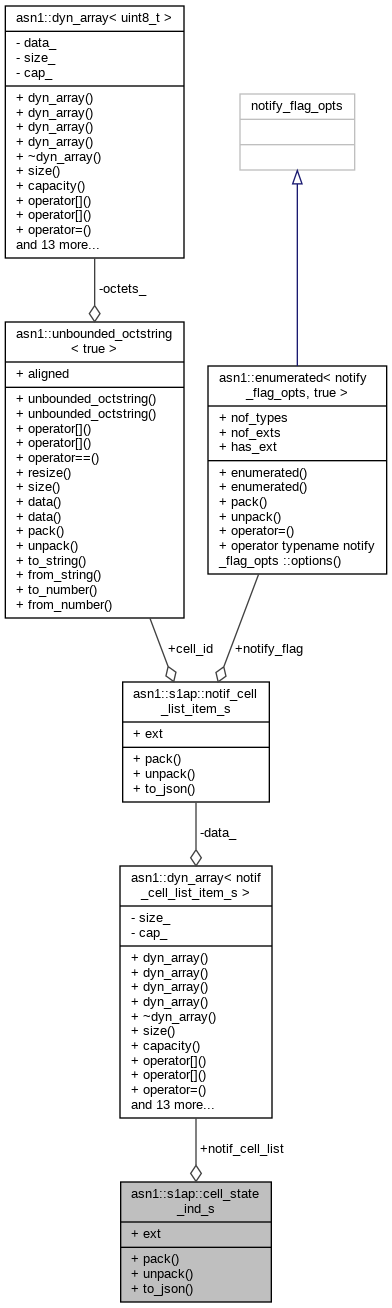 asn1::dyn_array< uint8_t >
- data_
- size_
- cap_
+ dyn_array()
+ dyn_array()
+ dyn_array()
+ dyn_array()
+ ~dyn_array()
+ size()
+ capacity()
+ operator[]()
+ operator[]()
+ operator=()
and 13 more...
notify_flag_opts
-octets_
asn1::unbounded_octstring
< true >
+ aligned
+ unbounded_octstring()
+ unbounded_octstring()
+ operator[]()
+ operator[]()
+ operator==()
+ resize()
+ size()
+ data()
+ data()
+ pack()
+ unpack()
+ to_string()
+ from_string()
+ to_number()
+ from_number()
asn1::enumerated< notify
_flag_opts, true >
+ nof_types
+ nof_exts
+ has_ext
+ enumerated()
+ enumerated()
+ pack()
+ unpack()
+ operator=()
+ operator typename notify
_flag_opts ::options()
+cell_id
+notify_flag
asn1::s1ap::notif_cell
_list_item_s
+ ext
+ pack()
+ unpack()
+ to_json()
-data_
asn1::dyn_array< notif
_cell_list_item_s >
- size_
- cap_
+ dyn_array()
+ dyn_array()
+ dyn_array()
+ dyn_array()
+ ~dyn_array()
+ size()
+ capacity()
+ operator[]()
+ operator[]()
+ operator=()
and 13 more...
+notif_cell_list
asn1::s1ap::cell_state
_ind_s
+ ext
+ pack()
+ unpack()
+ to_json()